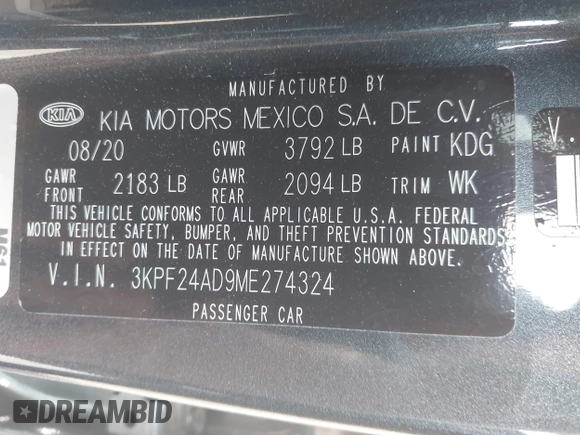 MANUFACTURED BY
KIA KIA MOTORS MEXICO S.A. DE C.V.
08/20 GVWR 3792 LB PAINT KDG
GAWR FRONT 2183 LB GAWR REAR 2094 LB TRIM WK
THIS VEHICLE CONFORMS TO ALL APPLICABLE U.S.A. FEDERAL
MOTOR VEHICLE SAFETY, BUMPER, AND THEFT PREVENTION STANDARDS
IN EFFECT ON THE DATE OF MANUFACTURE SHOWN ABOVE.
V.I.N. 3KPF24AD9ME274324
PASSENGER CAR
V.
DREAMBID